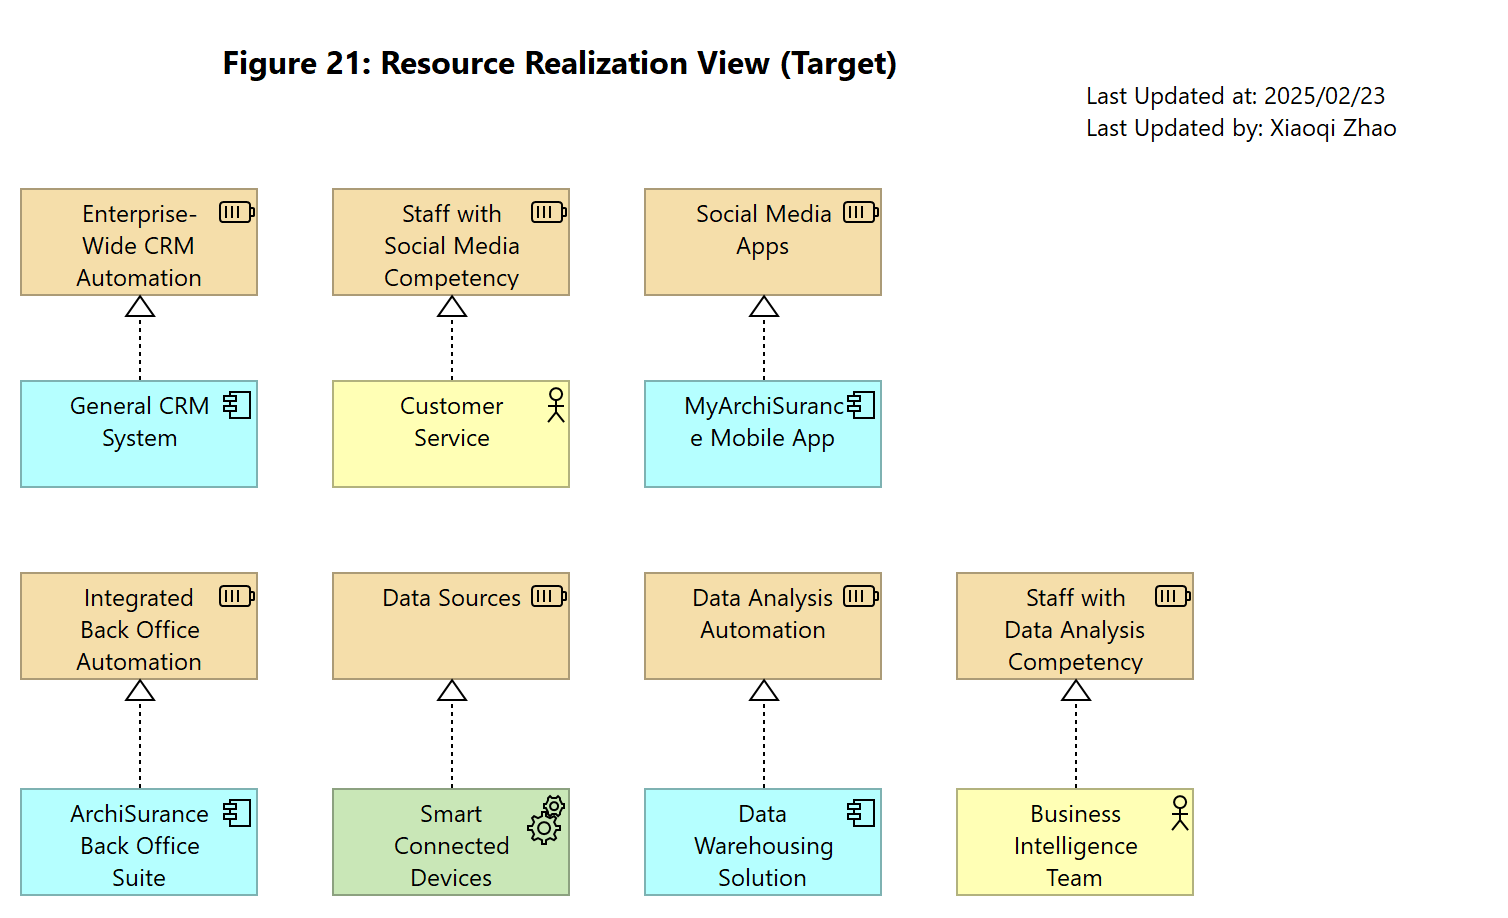 Figure 21: Resource Realization View (Target)
Last Updated at: 2025/02/23
Last Updated by: Xiaoqi Zhao
Enterprise-
Wide CRM
Automation
Staff with
Social Media
Competency
Social Media
Apps
General CRM
System
Customer
Service
MyArchiSuranc
e Mobile App
Integrated
Back Office
Automation
Data Sources
Data Analysis
Automation
Staff with
Data Analysis
Competency
ArchiSurance
Back Office
Suite
Smart
Connected
Devices
Data
Warehousing
Solution
Business
Intelligence
Team